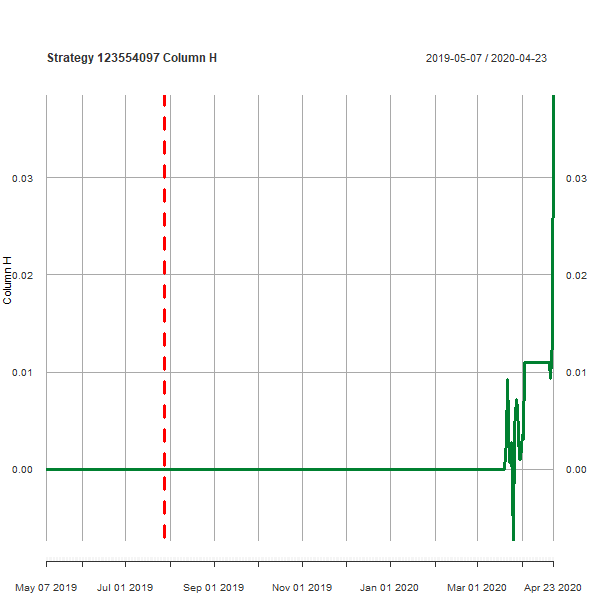 Strategy 123554097 Column H
2019-05-07 / 2020-04-23
0.03
0.03
0.02
0.02
Column H
0.01
0.01
0.00
0.00
May 07 2019
Jul 01 2019
Sep 01 2019
Nov 01 2019
Jan 01 2020
Mar 01 2020
Apr 23 2020